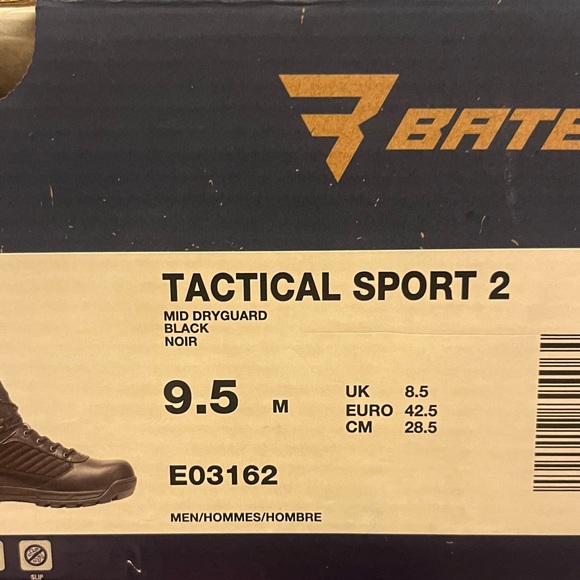 BATE
TACTICAL SPORT 2
MID DRYGUARD
BLACK
NOIR
9.5 M
UK 8.5
EURO 42.5
CM 28.5
E03162
MEN/HOMMES/HOMBRE
SLIP